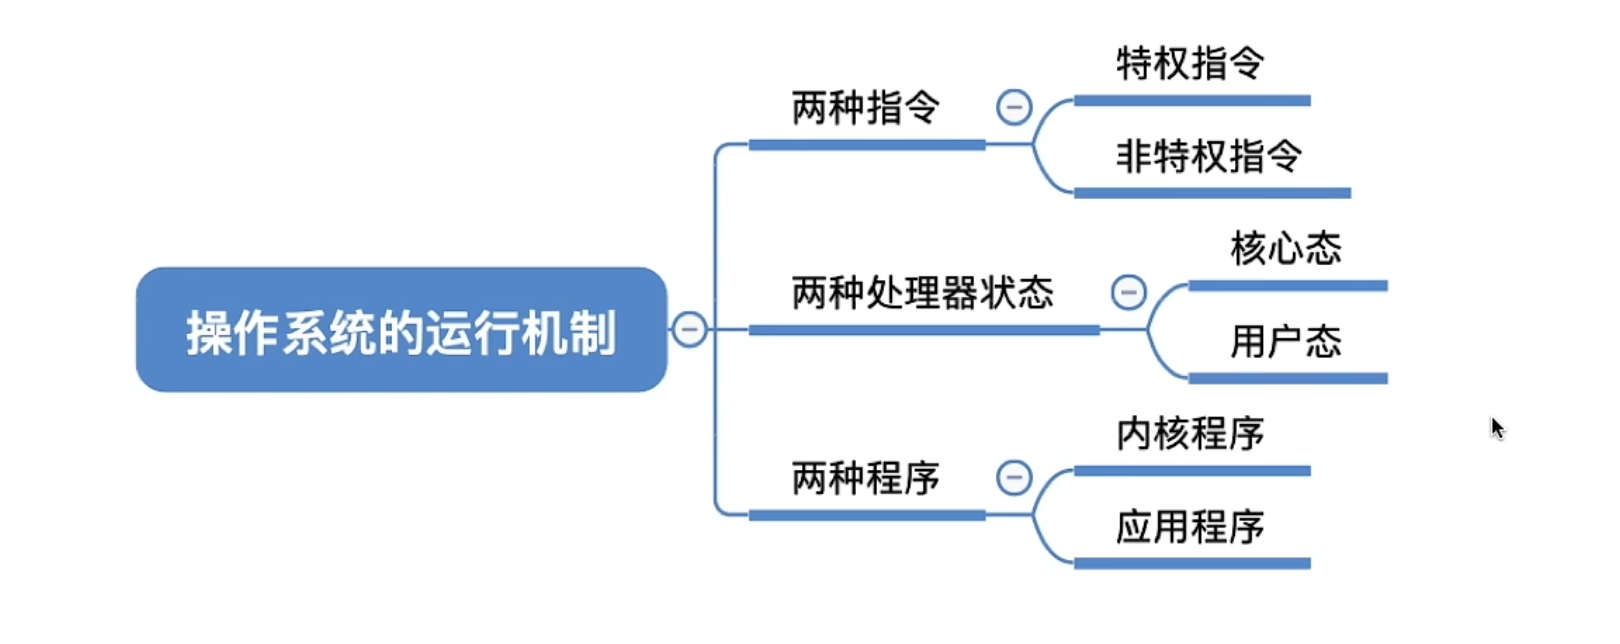 操作系统的运行机制
两种指令
特权指令
非特权指令
两种处理器状态
核心态
用户态
两种程序
内核程序
应用程序